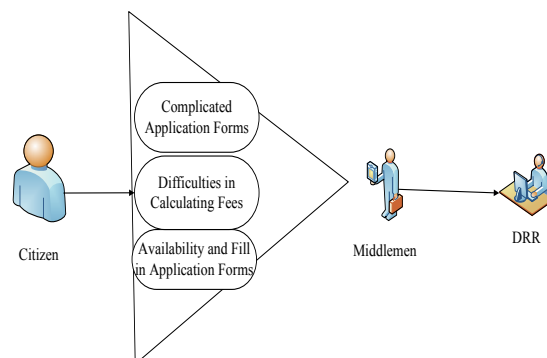 Complicated
Application Forms
Difficulties in
Calculating Fees
Availability and Fill
in Application Forms
Citizen
Middlemen
DRR